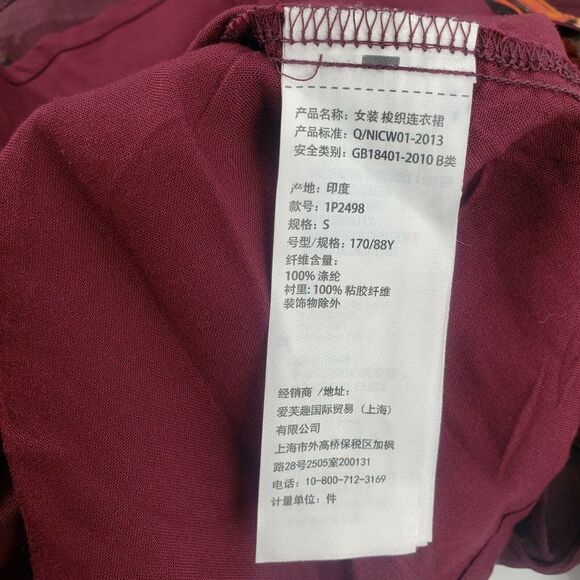 产品名称: 女装 梭织连衣裙
产品标准: Q/NICW01-2013
安全类别: GB18401-2010 B类
产地: 印度
款号: 1P2498
规格: S
号型/规格: 170/88Y
纤维含量:
100% 涤纶
衬里: 100% 粘胶纤维
装饰物除外
经销商 /地址:
爱芙趣国际贸易（上海）
有限公司
上海市外高桥保税区加枫
路28号2505室200131
电话: 10-800-712-3169
计量单位: 件